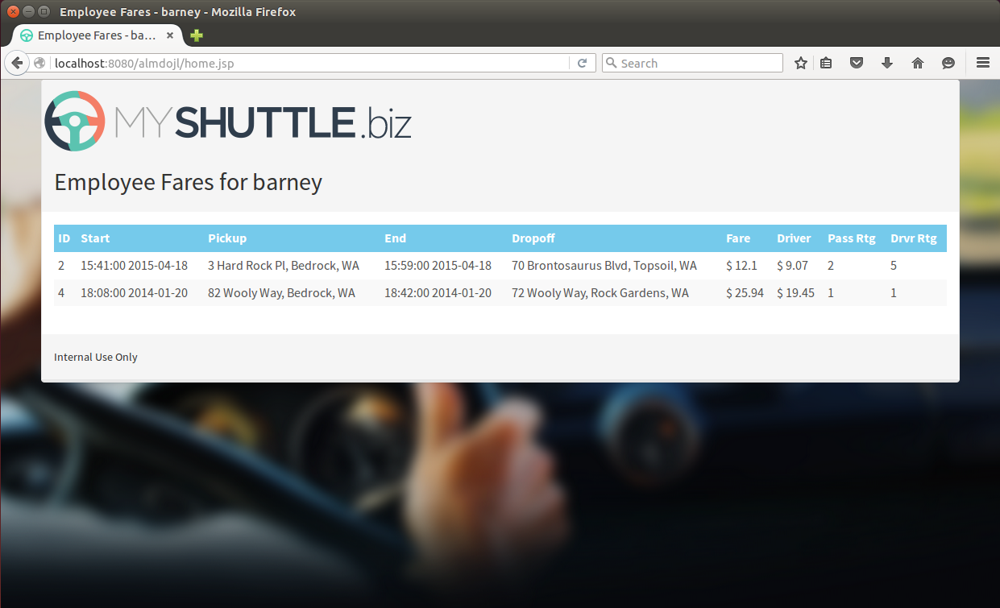 Employee Fares - barney - Mozilla Firefox
Employee Fares - ba...
localhost:8080/almdojl/home.jsp
Search
MYSHUTTLE.biz
Employee Fares for barney
ID Start Pickup End Dropoff Fare Driver Pass Rtg Drvr Rtg
2 15:41:00 2015-04-18 3 Hard Rock Pl, Bedrock, WA 15:59:00 2015-04-18 70 Brontosaurus Blvd, Topsoil, WA $ 12.1 $ 9.07 2 5
4 18:08:00 2014-01-20 82 Wooly Way, Bedrock, WA 18:42:00 2014-01-20 72 Wooly Way, Rock Gardens, WA $ 25.94 $ 19.45 1 1
Internal Use Only